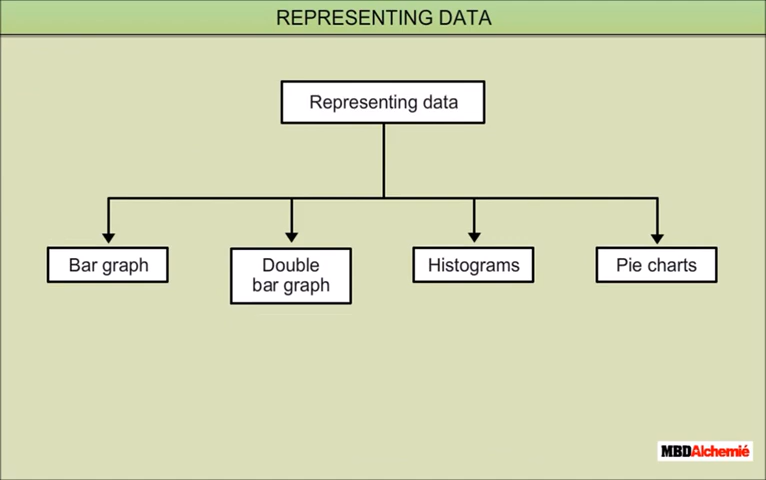 REPRESENTING DATA
Representing data
Bar graph
Double
bar graph
Histograms
Pie charts
MBDAlchemié